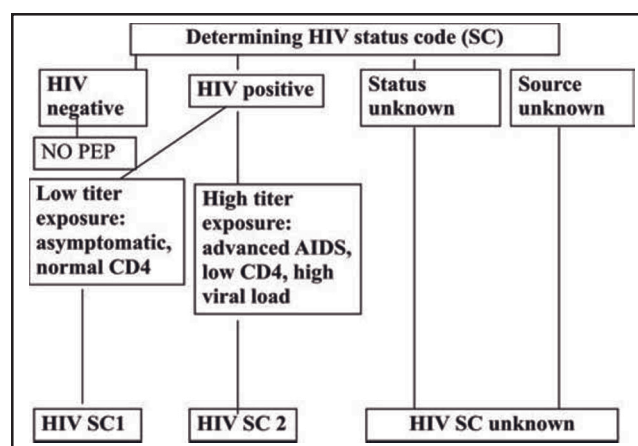 Determining HIV status code (SC)
HIV
negative
HIV positive
Status
unknown
Source
unknown
NO PEP
Low titer
exposure:
asymptomatic,
normal CD4
High titer
exposure:
advanced AIDS,
low CD4, high
viral load
HIV SC1
HIV SC 2
HIV SC unknown